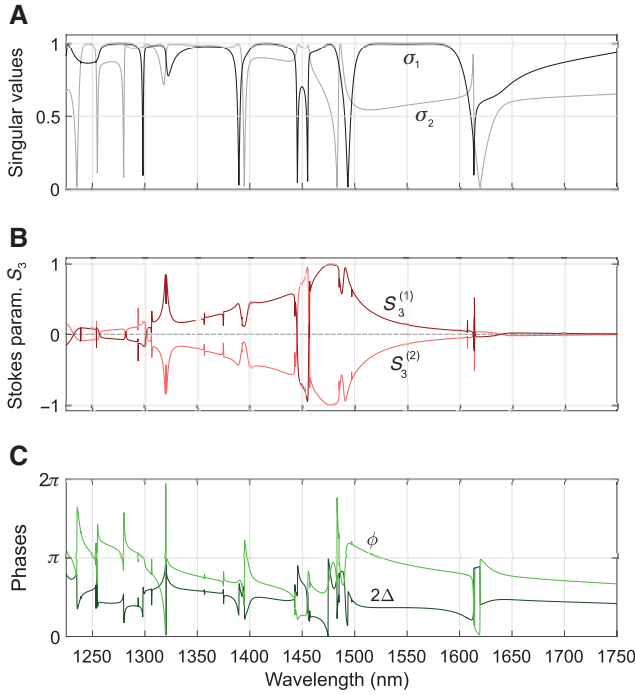 A
Singular values
1
0.5
0
σ₁
σ₂
B
Stokes param. S₃
1
0
−1
S₃⁽¹⁾
S₃⁽²⁾
C
Phases
2π
π
0
ϕ
2Δ
1250 1300 1350 1400 1450 1500 1550 1600 1650 1700 1750
Wavelength (nm)